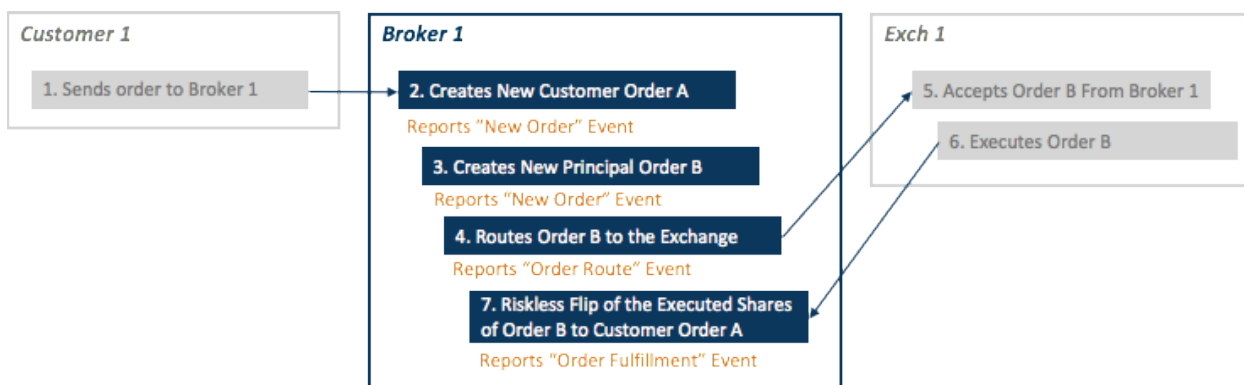 Customer 1
1. Sends order to Broker 1
Broker 1
2. Creates New Customer Order A
Reports "New Order" Event
3. Creates New Principal Order B
Reports "New Order" Event
4. Routes Order B to the Exchange
Reports "Order Route" Event
7. Riskless Flip of the Executed Shares
of Order B to Customer Order A
Reports "Order Fulfillment" Event
Exch 1
5. Accepts Order B From Broker 1
6. Executes Order B